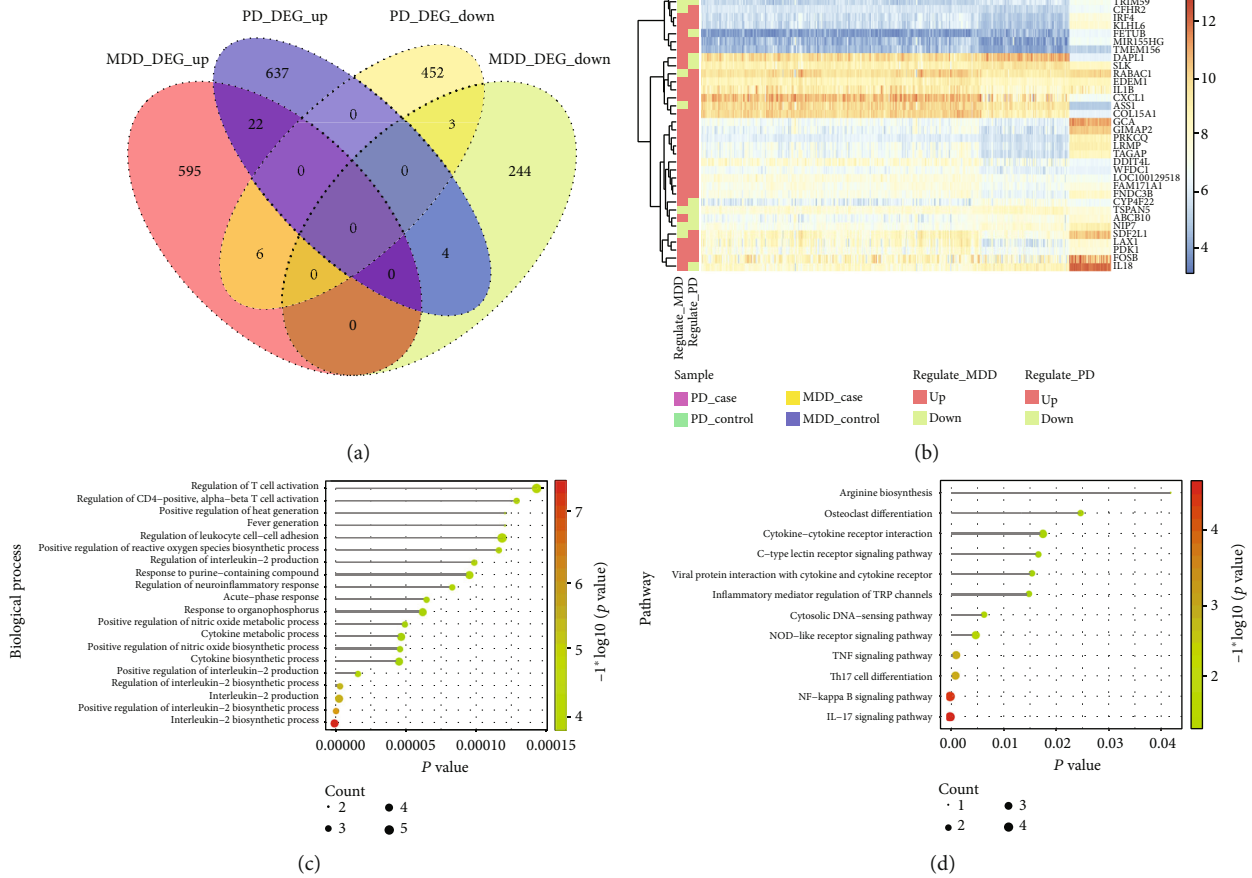 PD_DEG_up
PD_DEG_down
MDD_DEG_up
MDD_DEG_down
637
452
22
0
3
595
0
0
244
0
6
0
0
4
0
(a)
TRIM59
CFHR2
IRF4
KLHL6
FETUB
MIR155HG
TMEM156
DAPL1
SLK
RABAC1
EDEM1
IL1B
CXCL1
ASS1
COL15A1
GCA
GIMAP2
PRKCQ
LRMP
TAGAP
DDIT4L
WFDC1
LOC100129518
FAM171A1
FNDC3B
CYP4F22
TSPAN5
ABCB10
NIP7
SDF2L1
LAX1
PDK1
FOSB
IL18
12
10
8
6
4
Regulate_MDD
Regulate_PD
Sample
PD_case
PD_control
MDD_case
MDD_control
Regulate_MDD
Up
Down
Regulate_PD
Up
Down
(b)
Biological process
Regulation of T cell activation
Regulation of CD4−positive, alpha−beta T cell activation
Positive regulation of heat generation
Fever generation
Regulation of leukocyte cell−cell adhesion
Positive regulation of reactive oxygen species biosynthetic process
Regulation of interleukin−2 production
Response to purine−containing compound
Regulation of neuroinflammatory response
Acute−phase response
Response to organophosphorus
Positive regulation of nitric oxide metabolic process
Cytokine metabolic process
Positive regulation of nitric oxide biosynthetic process
Cytokine biosynthetic process
Positive regulation of interleukin−2 production
Regulation of interleukin−2 biosynthetic process
Interleukin−2 production
Positive regulation of interleukin−2 biosynthetic process
Interleukin−2 biosynthetic process
0.00000 0.00005 0.00010 0.00015
P value
7
6
5
4
−1* log10 (p value)
Count
2
3
4
5
(c)
Pathway
Arginine biosynthesis
Osteoclast differentiation
Cytokine−cytokine receptor interaction
C−type lectin receptor signaling pathway
Viral protein interaction with cytokine and cytokine receptor
Inflammatory mediator regulation of TRP channels
Cytosolic DNA−sensing pathway
NOD−like receptor signaling pathway
TNF signaling pathway
Th17 cell differentiation
NF−kappa B signaling pathway
IL−17 signaling pathway
0.00 0.01 0.02 0.03 0.04
P value
4
3
2
−1* log10 (p value)
Count
1
2
3
4
(d)